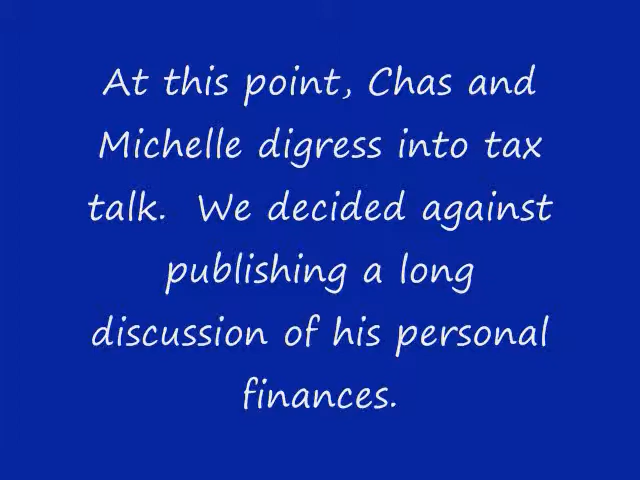 At this point, Chas and
Michelle digress into tax
talk.  We decided against
publishing a long
discussion of his personal
finances.